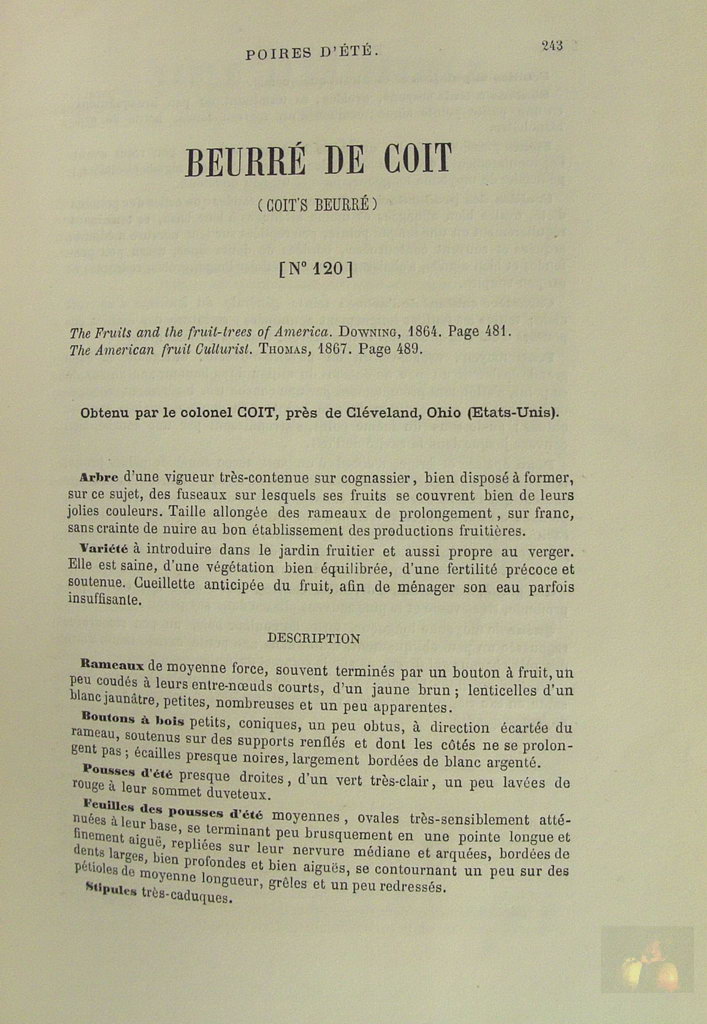 POIRES D'ÉTÉ.
243
BEURRÉ DE COIT
(COIT'S BEURRÉ)
[N° 120]
The Fruits and the fruit-trees of America. DOWNING, 1864. Page 481.
The American fruit Culturist. THOMAS, 1867. Page 489.
Obtenu par le colonel COIT, près de Cléveland, Ohio (Etats-Unis).
Arbre d'une vigueur très-contenue sur cognassier, bien disposé à former,
sur ce sujet, des fuseaux sur lesquels ses fruits se couvrent bien de leurs
jolies couleurs. Taille allongée des rameaux de prolongement, sur franc,
sans crainte de nuire au bon établissement des productions fruitières.
Variété à introduire dans le jardin fruitier et aussi propre au verger.
Elle est saine, d'une végétation bien équilibrée, d'une fertilité précoce et
soutenue. Cueillette anticipée du fruit, afin de ménager son eau parfois
insuffisante.
DESCRIPTION
Rameaux de moyenne force, souvent terminés par un bouton à fruit, un
peu coudés à leurs entre-nœuds courts, d'un jaune brun ; lenticelles d'un
blanc jaunâtre, petites, nombreuses et un peu apparentes.
Boutons à bois petits, coniques, un peu obtus, à direction écartée du
rameau, soutenus sur des supports renflés et dont les côtés ne se prolon-
gent pas ; écailles presque noires, largement bordées de blanc argenté.
Pousses d'été presque droites, d'un vert très-clair, un peu lavées de
rouge à leur sommet duveteux.
Feuilles des pousses d'été moyennes, ovales très-sensiblement atté-
nuées à leur base, se terminant peu brusquement en une pointe longue et
finement aiguë, repliées sur leur nervure médiane et arquées, bordées de
dents larges, bien profondes et bien aiguës, se contournant un peu sur des
pétioles de moyenne longueur, grêles et un peu redressés.
Stipules très-caduques.